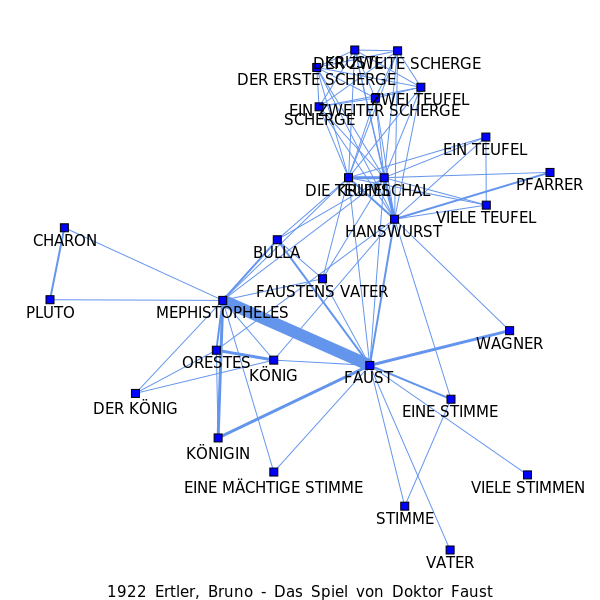 KRUSTL
DER ZWEITE SCHERGE
DER ERSTE SCHERGE
ZWEI TEUFEL
EIN ZWEITER SCHERGE
SCHERGE
EIN TEUFEL
DIE TEUFEL
PFARRER
VIELE TEUFEL
HANSWURST
CHARON
BULLA
FAUSTENS VATER
PLUTO
MEPHISTOPHELES
WAGNER
ORESTES
KÖNIG
FAUST
DER KÖNIG
EINE STIMME
KÖNIGIN
EINE MÄCHTIGE STIMME
VIELE STIMMEN
STIMME
VATER
1922 Ertler, Bruno - Das Spiel von Doktor Faust